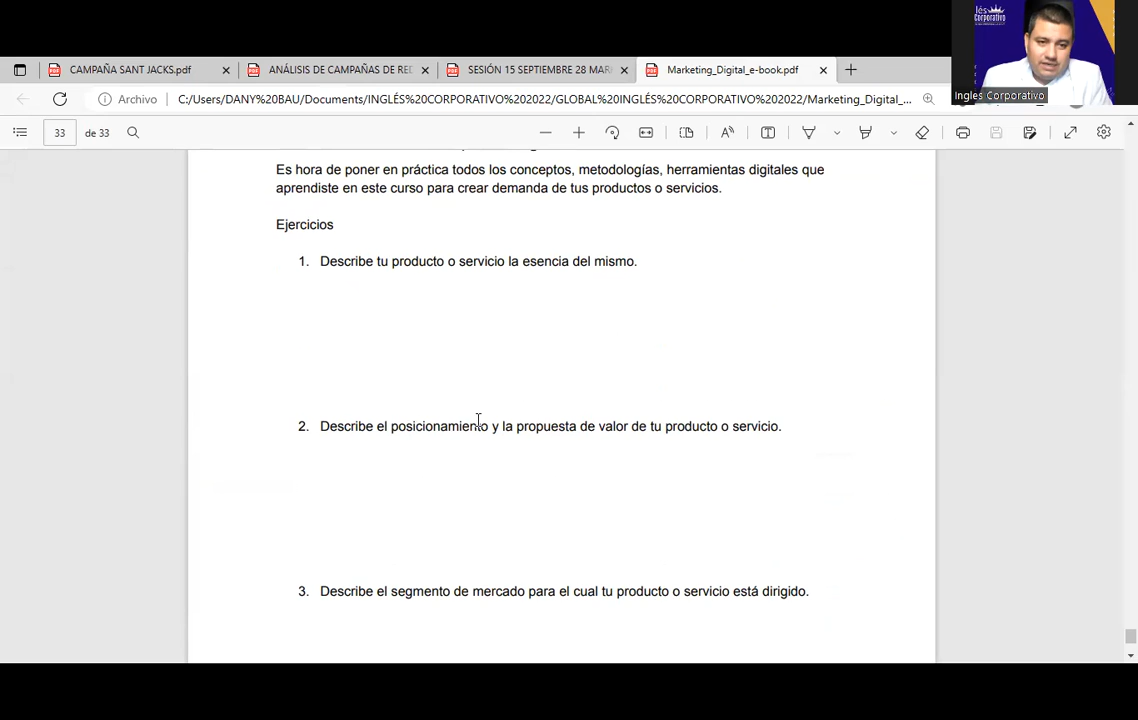 lés
Corporativo
CAMPAÑA SANT JACKS.pdf
ANÁLISIS DE CAMPAÑAS DE RED
SESIÓN 15 SEPTIEMBRE 28 MAR
Marketing_Digital_e-book.pdf
Ingles Corporativo
Archivo
C:/Users/DANY%20BAU/Documents/INGLÉS%20CORPORATIVO%202022/GLOBAL%20INGLÉS%20CORPORATIVO%202022/Marketing_Digital_...
33 de 33
Es hora de poner en práctica todos los conceptos, metodologías, herramientas digitales que
aprendiste en este curso para crear demanda de tus productos o servicios.
Ejercicios
1. Describe tu producto o servicio la esencia del mismo.
2. Describe el posicionamiento y la propuesta de valor de tu producto o servicio.
3. Describe el segmento de mercado para el cual tu producto o servicio está dirigido.